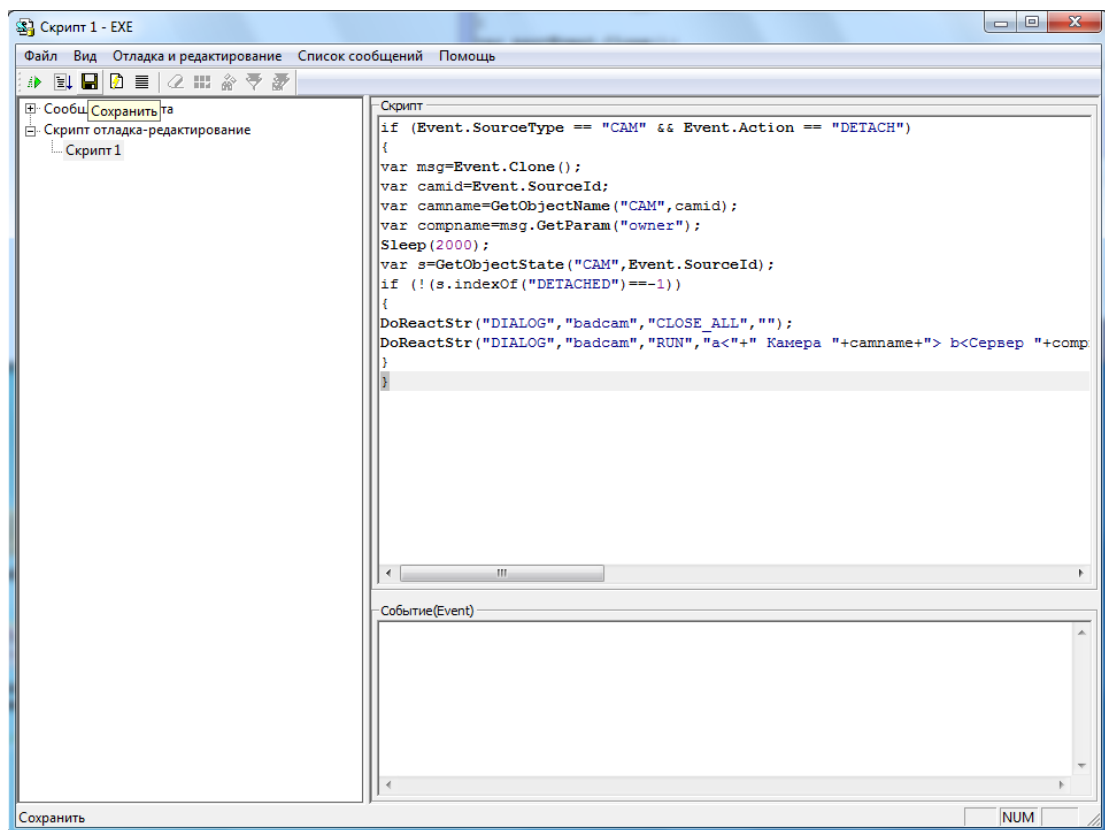 Скрипт 1 - EXE
Файл Вид Отладка и редактирование Список сообщений Помощь
Сообщ
та
Сохранить
Скрипт отладка-редактирование
Скрипт 1
Скрипт
if (Event.SourceType == "CAM" && Event.Action == "DETACH")
{
var msg=Event.Clone();
var camid=Event.SourceId;
var camname=GetObjectName("CAM",camid);
var compname=msg.GetParam("owner");
Sleep(2000);
var s=GetObjectState("CAM",Event.SourceId);
if (!(s.indexOf("DETACHED")==-1))
{
DoReactStr("DIALOG","badcam","CLOSE_ALL","");
DoReactStr("DIALOG","badcam","RUN","a<"+" Камера "+camname+"> b<Сервер "+comp
}
}
Событие(Event)
Сохранить
NUM